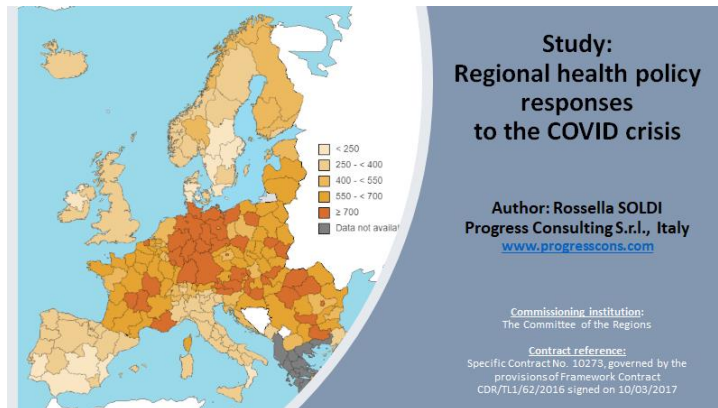 Study:
Regional health policy
responses
to the COVID crisis
< 250
250 - < 400
400 - < 550
550 - < 700
≥ 700
Data not availa
Author: Rossella SOLDI
Progress Consulting S.r.l., Italy
www.progresscons.com
Commissioning institution:
The Committee of the Regions
Contract reference:
Specific Contract No. 10273, governed by the
provisions of Framework Contract
CDR/TL1/62/2016 signed on 10/03/2017